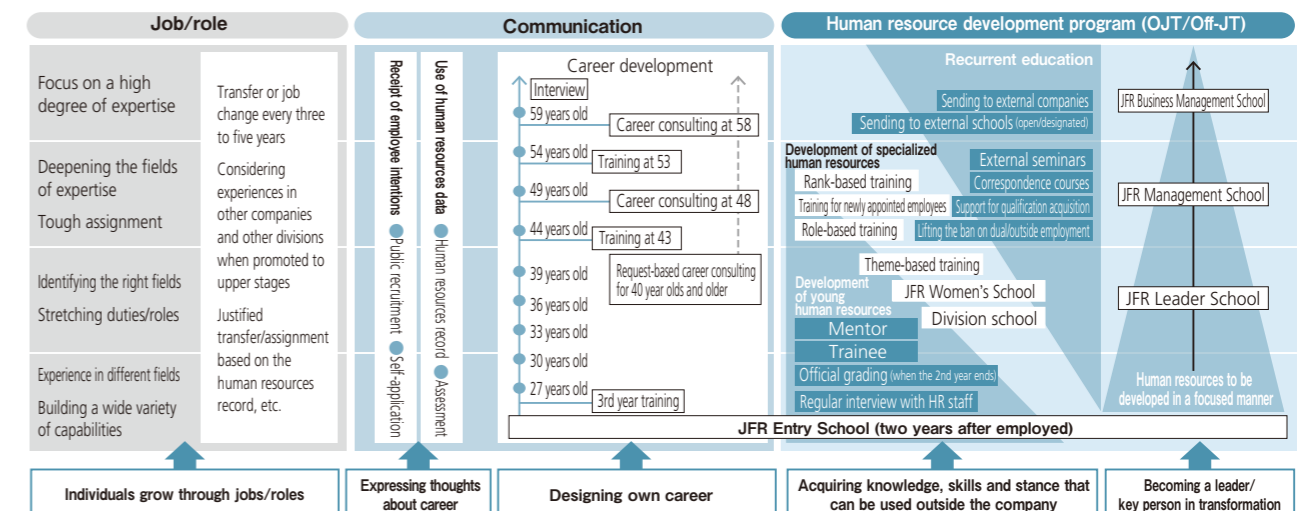 Job/role
Communication
Human resource development program (OJT/Off-JT)
Focus on a high
degree of expertise
Deepening the fields
of expertise
Tough assignment
Identifying the right fields
Stretching duties/roles
Experience in different fields
Building a wide variety
of capabilities
Transfer or job
change every three
to five years
Considering
experiences in
other companies
and other divisions
when promoted to
upper stages
Justified
transfer/assignment
based on the
human resources
record, etc.
Receipt of employee intentions ●Public recruitment ●Self-application
Use of human resources data ●Human resources record ●Assessment
Career development
Interview
59 years old
Career consulting at 58
54 years old
Training at 53
49 years old
Career consulting at 48
44 years old
Training at 43
39 years old
Request-based career consulting
for 40 year olds and older
36 years old
33 years old
30 years old
27 years old
3rd year training
Recurrent education
Sending to external companies
Sending to external schools (open/designated)
Development of specialized
human resources
External seminars
Rank-based training
Correspondence courses
Training for newly appointed employees
Support for qualification acquisition
Role-based training
Lifting the ban on dual/outside employment
Theme-based training
Development
of young
human resources
JFR Women's School
Division school
Mentor
Trainee
Official grading (when the 2nd year ends)
Regular interview with HR staff
JFR Business Management School
JFR Management School
JFR Leader School
Human resources to be
developed in a focused manner
JFR Entry School (two years after employed)
Individuals grow through jobs/roles
Expressing thoughts
about career
Designing own career
Acquiring knowledge, skills and stance that
can be used outside the company
Becoming a leader/
key person in transformation